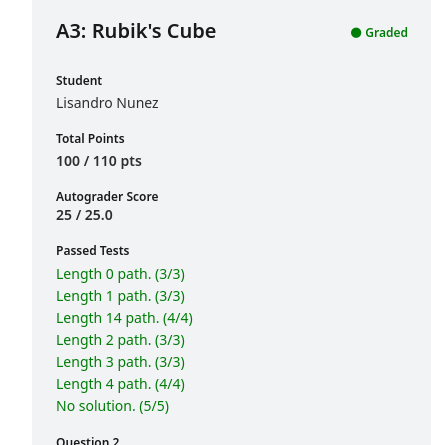 A3: Rubik's Cube
Graded
Student
Lisandro Nunez
Total Points
100 / 110 pts
Autograder Score
25 / 25.0
Passed Tests
Length 0 path. (3/3)
Length 1 path. (3/3)
Length 14 path. (4/4)
Length 2 path. (3/3)
Length 3 path. (3/3)
Length 4 path. (4/4)
No solution. (5/5)
Question 2